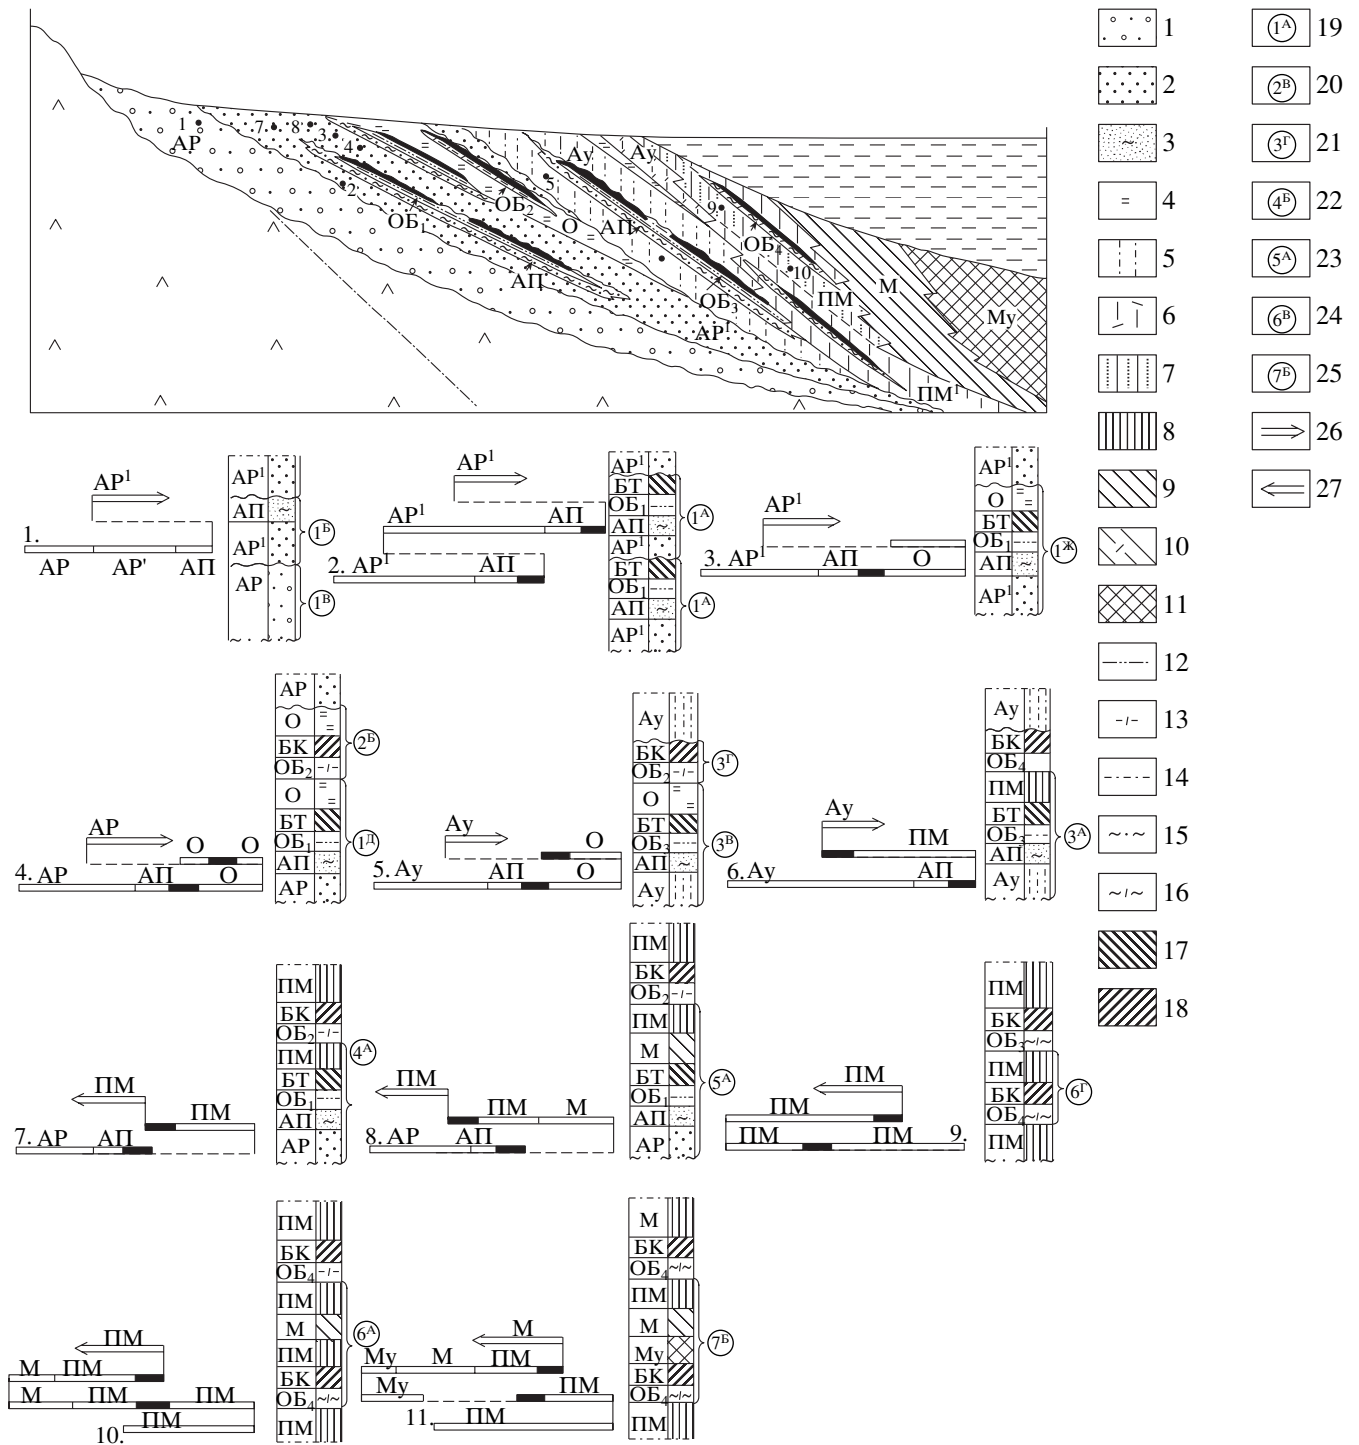 1 19
2 20
3 21
4 22
5 23
6 24
7 25
8 26
9 27
10
11
12
13
14
15
16
17
18
1ᴬ
2ᴮ
3ᴦ
4ᴮ
5ᴬ
6ᴮ
7ᴮ
1 7 8
АР 3
4
2
ОБ₁ ОБ₂ О АП
5 Ау Ау
9
ОБ₄
10
АП ОБ₃ ПМ М
Му
АР¹
ПМ¹
АР¹
1.
АР АР' АП
АР¹
АП 1Б
АР¹
АР 1В
АР¹
АР¹ АП
2. АР¹ АП
АР¹
БТ
ОБ₁ 1А
АП
АР¹
БТ
ОБ₁ 1А
АП
АР¹
АР¹
3. АР¹ АП О
АР¹
О
БТ
ОБ₁ 1Ж
АП
АР¹
АР
О О
4. АР АП О
АР
О
БК 2Б
ОБ₂
О
БТ
ОБ₁ 1Д
АП
АР
Ау
О
5. Ау АП О
Ау
БК 3Г
ОБ₂
О
БТ
ОБ₃ 3В
АП
Ау
Ау
ПМ
6. Ау АП
Ау
БК
ОБ₄
ПМ
БТ
ОБ₃ 3А
АП
Ау
ПМ
ПМ
7. АР АП
ПМ
БК
ОБ₂
ПМ 4А
БТ
ОБ₁
АП
АР
ПМ
ПМ М
8. АР АП
ПМ
БК
ОБ₂
ПМ
М
БТ 5А
ОБ₁
АП
АР
ПМ
ПМ
ПМ ПМ 9.
ПМ
БК
ОБ₃
ПМ
БК 6Г
ОБ₄
ПМ
ПМ
М ПМ
М ПМ ПМ
ПМ
10.
ПМ
БК
ОБ₄
ПМ
М 6А
ПМ
БК
ОБ₄
ПМ
М
Му М ПМ
Му ПМ
11. ПМ
М
БК
ОБ₄
ПМ
М 7Б
Му
БК
ОБ₄
ПМ